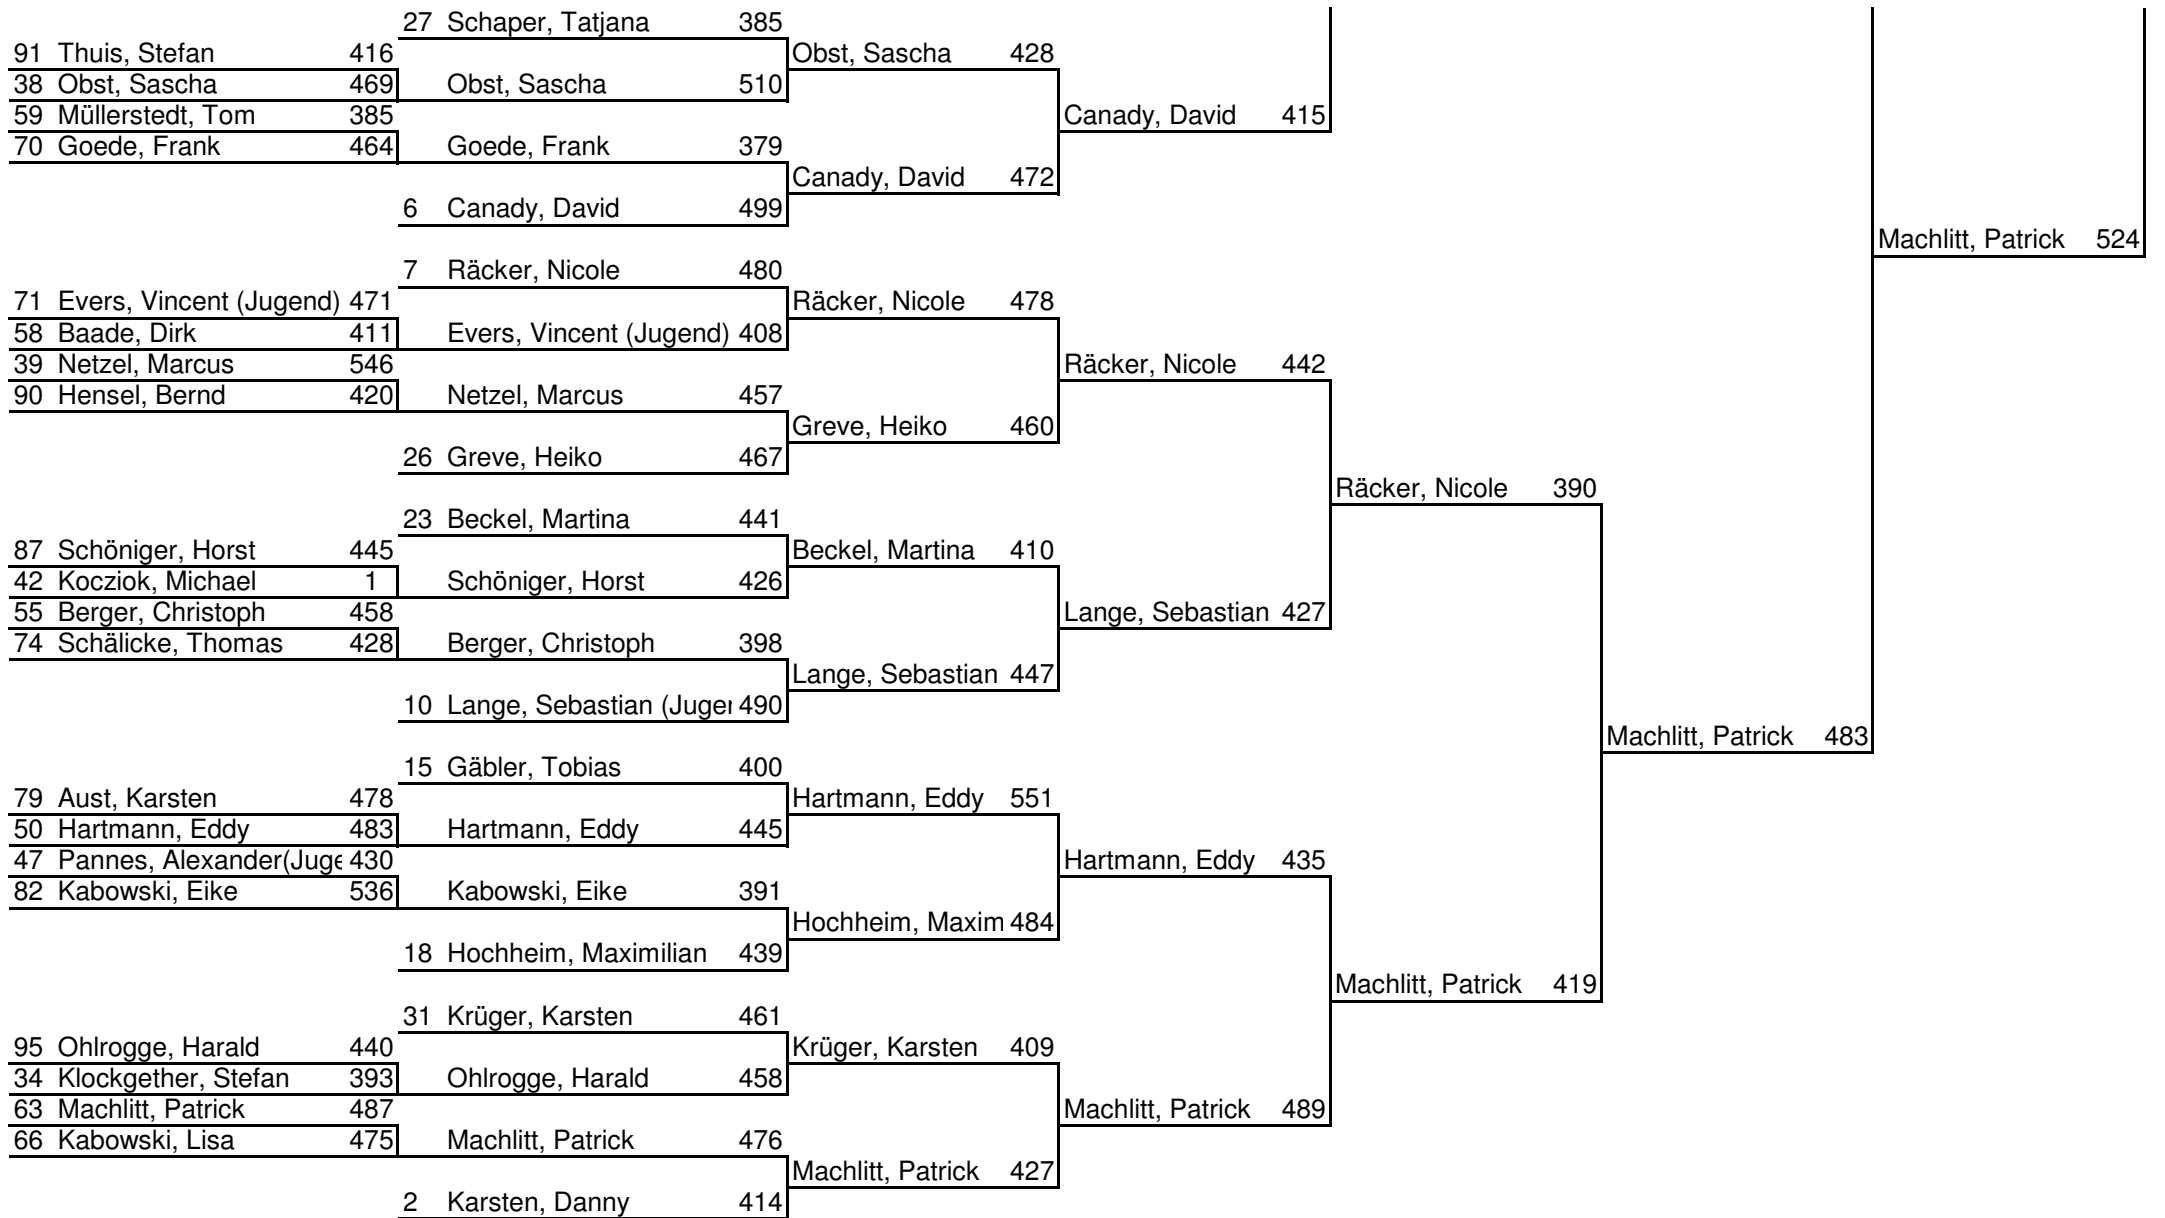 27 Schaper, Tatjana 385
91 Thuis, Stefan 416 Obst, Sascha 428
38 Obst, Sascha 469 Obst, Sascha 510
59 Müllerstedt, Tom 385 Canady, David 415
70 Goede, Frank 464 Goede, Frank 379
Canady, David 472
6 Canady, David 499
Machlitt, Patrick 524
7 Räcker, Nicole 480
71 Evers, Vincent (Jugend) 471 Räcker, Nicole 478
58 Baade, Dirk 411 Evers, Vincent (Jugend) 408
39 Netzel, Marcus 546 Räcker, Nicole 442
90 Hensel, Bernd 420 Netzel, Marcus 457
Greve, Heiko 460
26 Greve, Heiko 467
Räcker, Nicole 390
23 Beckel, Martina 441
87 Schöniger, Horst 445 Beckel, Martina 410
42 Kocziok, Michael 1 Schöniger, Horst 426
55 Berger, Christoph 458 Lange, Sebastian 427
74 Schälicke, Thomas 428 Berger, Christoph 398
Lange, Sebastian 447
10 Lange, Sebastian (Juger 490
Machlitt, Patrick 483
15 Gäbler, Tobias 400
79 Aust, Karsten 478 Hartmann, Eddy 551
50 Hartmann, Eddy 483 Hartmann, Eddy 445
47 Pannes, Alexander(Juge 430 Hartmann, Eddy 435
82 Kabowski, Eike 536 Kabowski, Eike 391
Hochheim, Maxim 484
18 Hochheim, Maximilian 439
Machlitt, Patrick 419
31 Krüger, Karsten 461
95 Ohlrogge, Harald 440 Krüger, Karsten 409
34 Klockgether, Stefan 393 Ohlrogge, Harald 458
63 Machlitt, Patrick 487 Machlitt, Patrick 489
66 Kabowski, Lisa 475 Machlitt, Patrick 476
Machlitt, Patrick 427
2 Karsten, Danny 414